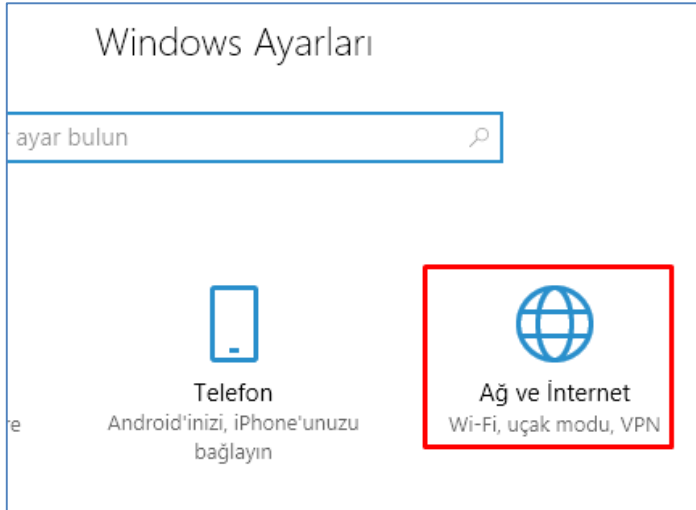 Windows Ayarları
ayar bulun
Telefon
Android'inizi, iPhone'unuzu
bağlayın
Ağ ve İnternet
Wi-Fi, uçak modu, VPN